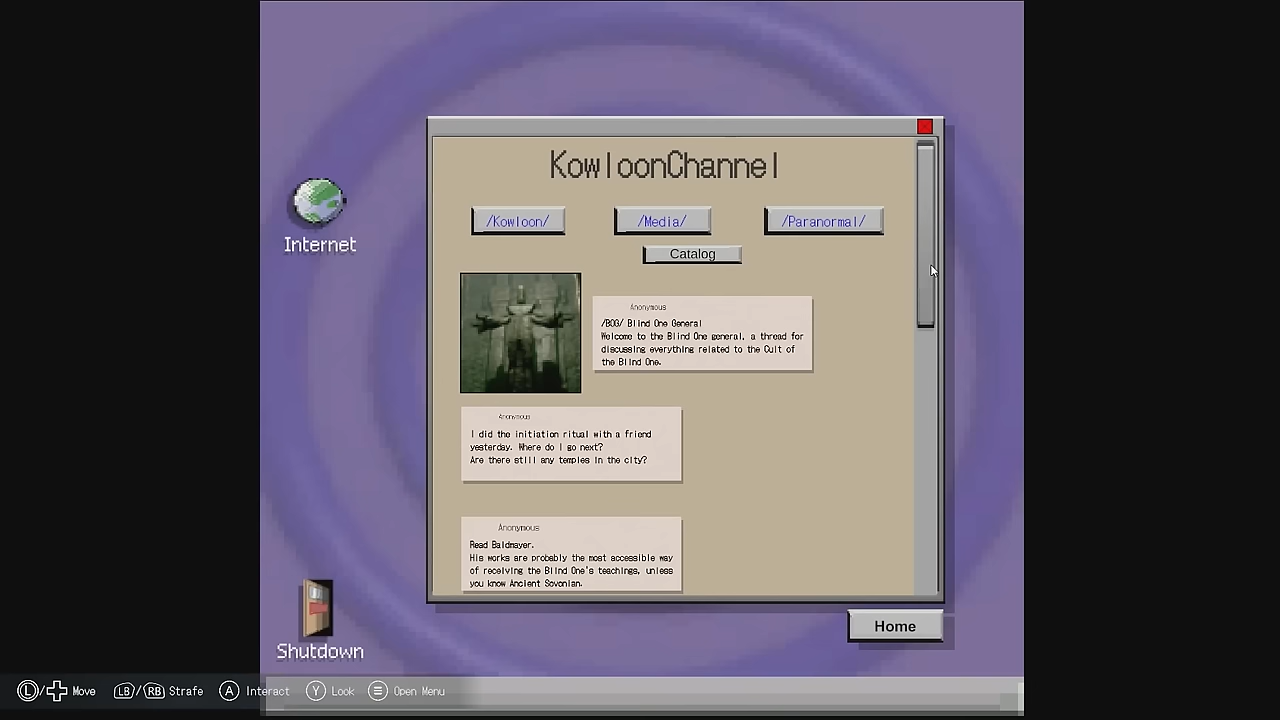 KowloonChannel
/Kowloon/
/Media/
/Paranormal/
Catalog
Anonymous
/BOG/ Blind One General
Welcome to the Blind One general, a thread for
discussing everything related to the Cult of
the Blind One.
Internet
Anonymous
I did the initiation ritual with a friend
yesterday. Where do I go next?
Are there still any temples in the city?
Anonymous
Read Baldmayer.
His works are probably the most accessible way
of receiving the Blind One's teachings, unless
you know Ancient Sovonian.
Home
Shutdown
L/ Move LB/RB Strafe A Interact Y Look Open Menu